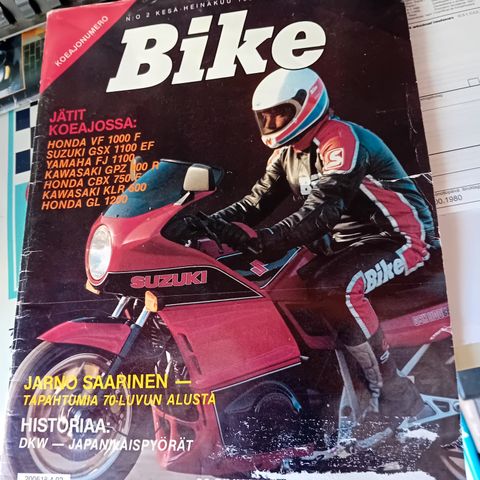 KOEAJONUMERO
N:O 2 KESÄ-HEINÄKUU
Bike
JÄTIT
KOEAJOSSA:
HONDA VF 1000 F
SUZUKI GSX 1100 EF
YAMAHA FJ 1100
KAWASAKI GPZ 900 R
HONDA CBX 750 F
KAWASAKI KLR 600
HONDA GL 1200
S
Bike
SUZUKI
JARNO SAARINEN —
TAPAHTUMIA 70-LUVUN ALUSTA
HISTORIAA:
DKW — JAPANILAISPYÖRÄT